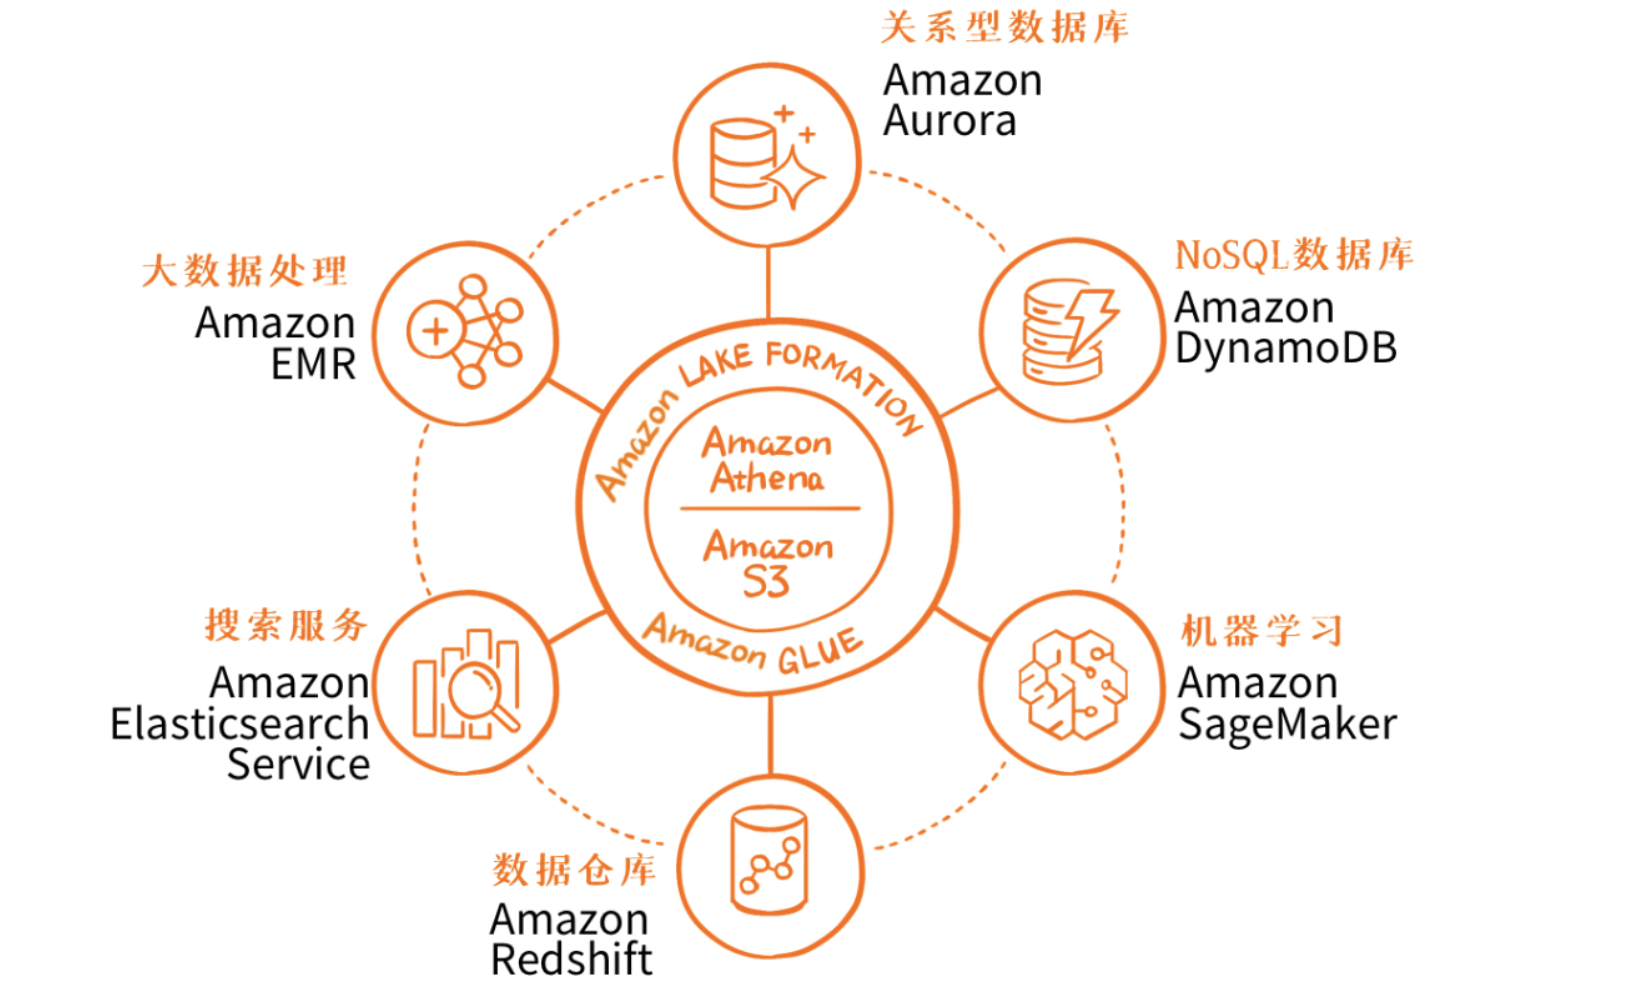 关系型数据库
Amazon
Aurora
NoSQL数据库
Amazon
DynamoDB
大数据处理
Amazon
EMR
Amazon LAKE FORMATION
Amazon
Athena
Amazon
S3
Amazon GLUE
搜索服务
Amazon
Elasticsearch
Service
机器学习
Amazon
SageMaker
数据仓库
Amazon
Redshift